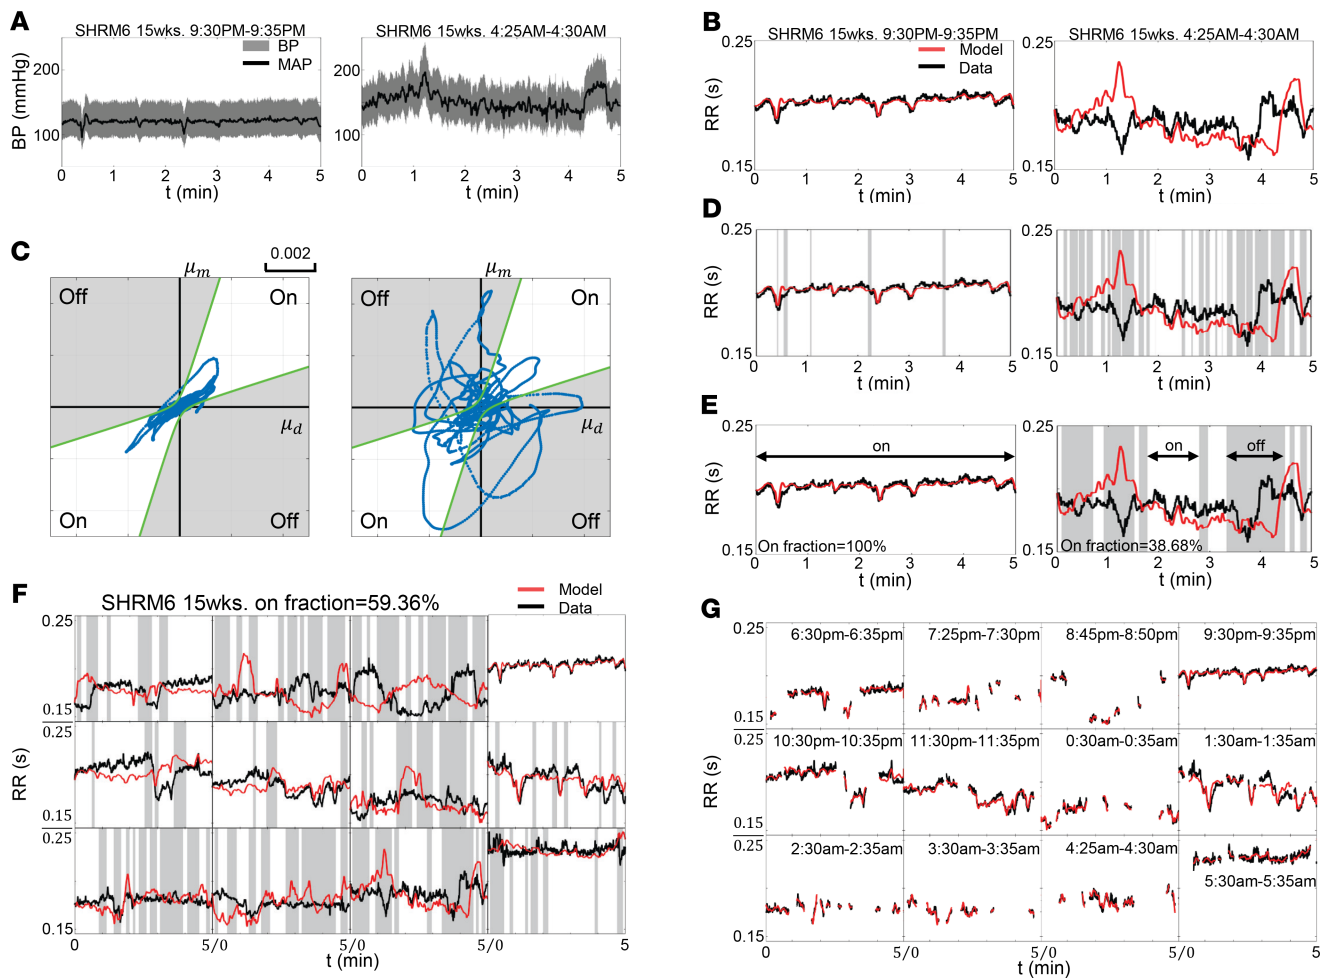 A
SHRM6 15wks. 9:30PM-9:35PM
SHRM6 15wks. 4:25AM-4:30AM
BP
MAP
BP (mmHg)
200
100
200
100
0 1 2 3 4 5
0 1 2 3 4 5
t (min)
t (min)
B
SHRM6 15wks. 9:30PM-9:35PM
SHRM6 15wks. 4:25AM-4:30AM
0.25
0.25
Model
Data
RR (s)
0.15
0.15
0 1 2 3 4 5
0 1 2 3 4 5
t (min)
t (min)
C
0.002
μm
μm
Off
On
Off
On
μd
μd
On
Off
On
Off
D
0.25
0.25
RR (s)
0.15
0.15
0 1 2 3 4 5
0 1 2 3 4 5
t (min)
t (min)
E
0.25
0.25
on
on
off
RR (s)
On fraction=100%
On fraction=38.68%
0.15
0.15
0 1 2 3 4 5
0 1 2 3 4 5
t (min)
t (min)
F
SHRM6 15wks. on fraction=59.36%
Model
Data
0.25
0.15
0.25
RR (s)
0.15
0.25
0.15
0 5/0 5/0 5/0 5
t (min)
G
0.25
6:30pm-6:35pm
7:25pm-7:30pm
8:45pm-8:50pm
9:30pm-9:35pm
0.15
0.25
10:30pm-10:35pm
11:30pm-11:35pm
0:30am-0:35am
1:30am-1:35am
RR (s)
0.15
0.25
2:30am-2:35am
3:30am-3:35am
4:25am-4:30am
5:30am-5:35am
0.15
0 5/0 5/0 5/0 5
t (min)